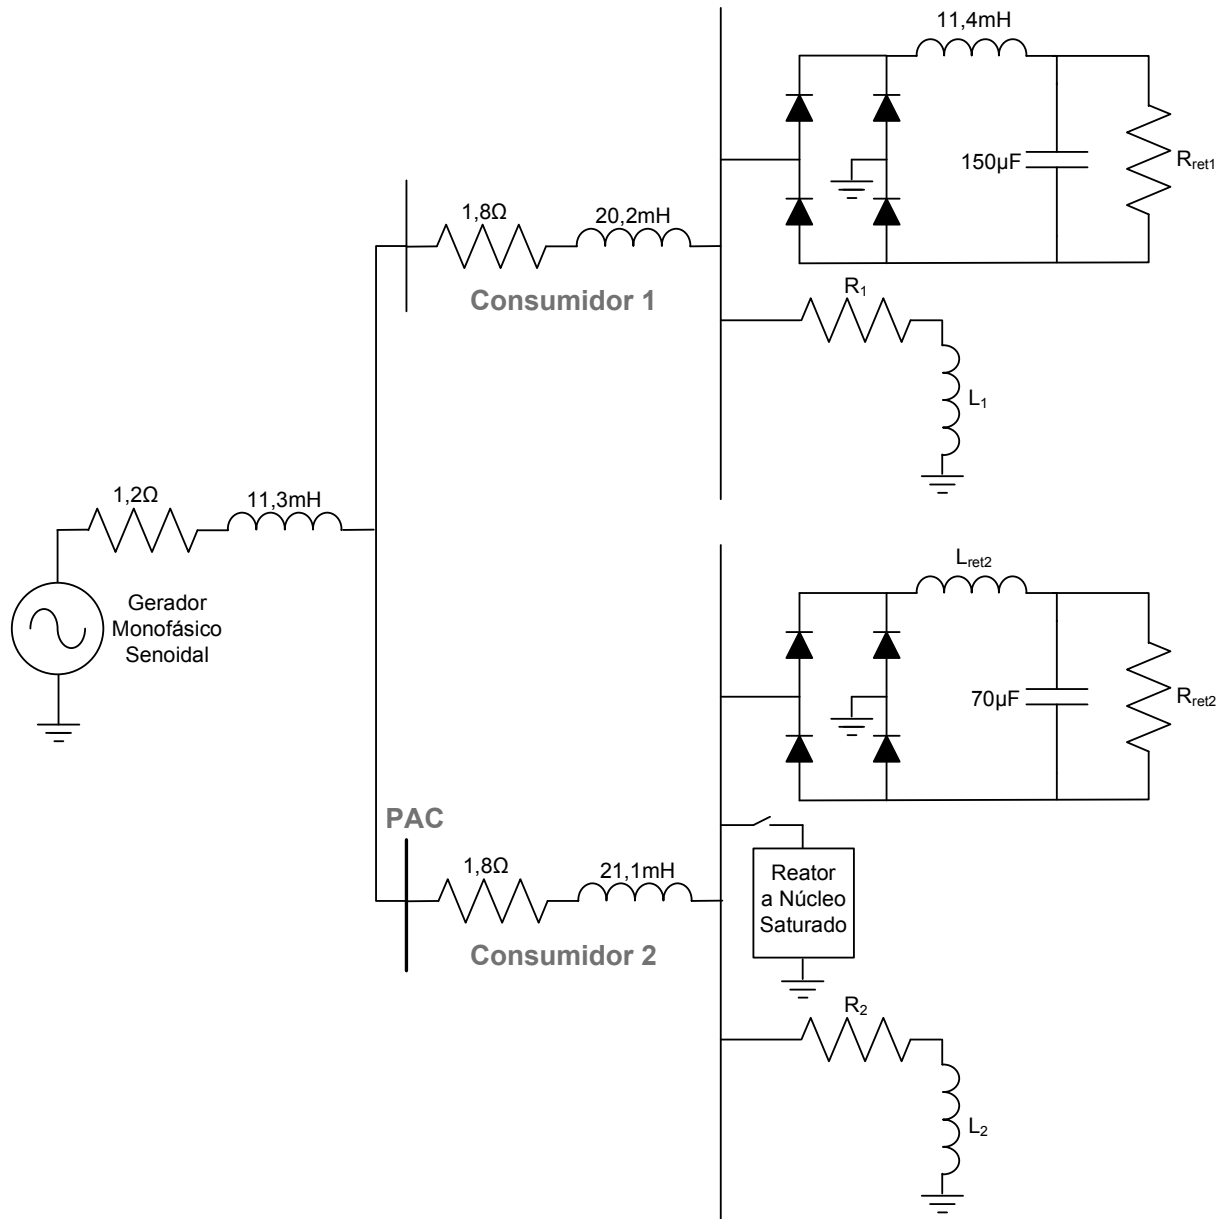 11,4mH
150µF
Rret1
1,8Ω
20,2mH
Consumidor 1
R1
L1
1,2Ω
11,3mH
Gerador
Monofásico
Senoidal
Lret2
70µF
Rret2
PAC
1,8Ω
21,1mH
Consumidor 2
Reator
a Núcleo
Saturado
R2
L2